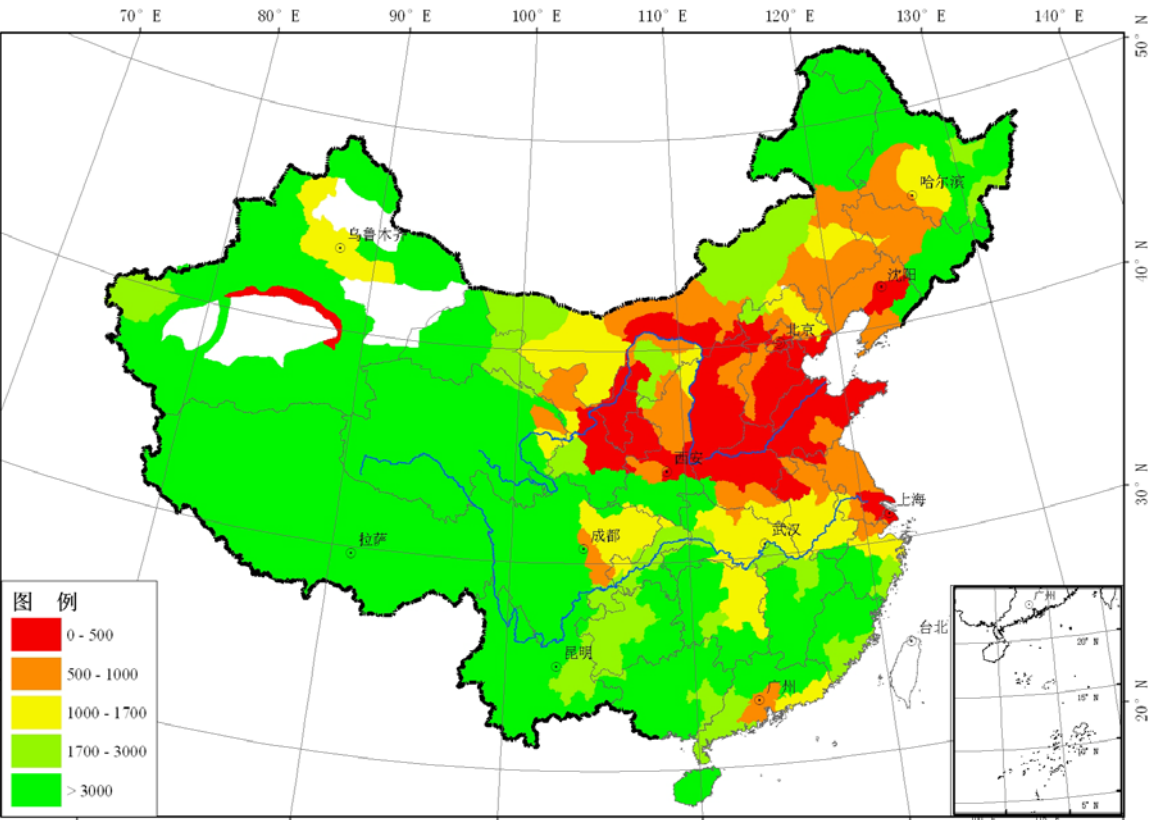 70° E 80° E 90° E 100° E 110° E 120° E 130° E 140° E
50° N
哈尔滨
乌鲁木齐
40° N
沈阳
北京
西安
30° N
上海
成都
武汉
拉萨
图 例
0 - 500
500 - 1000
1000 - 1700
1700 - 3000
> 3000
台北
昆明
广州
20° N
广州
20° N
15° N
10° N
5° N